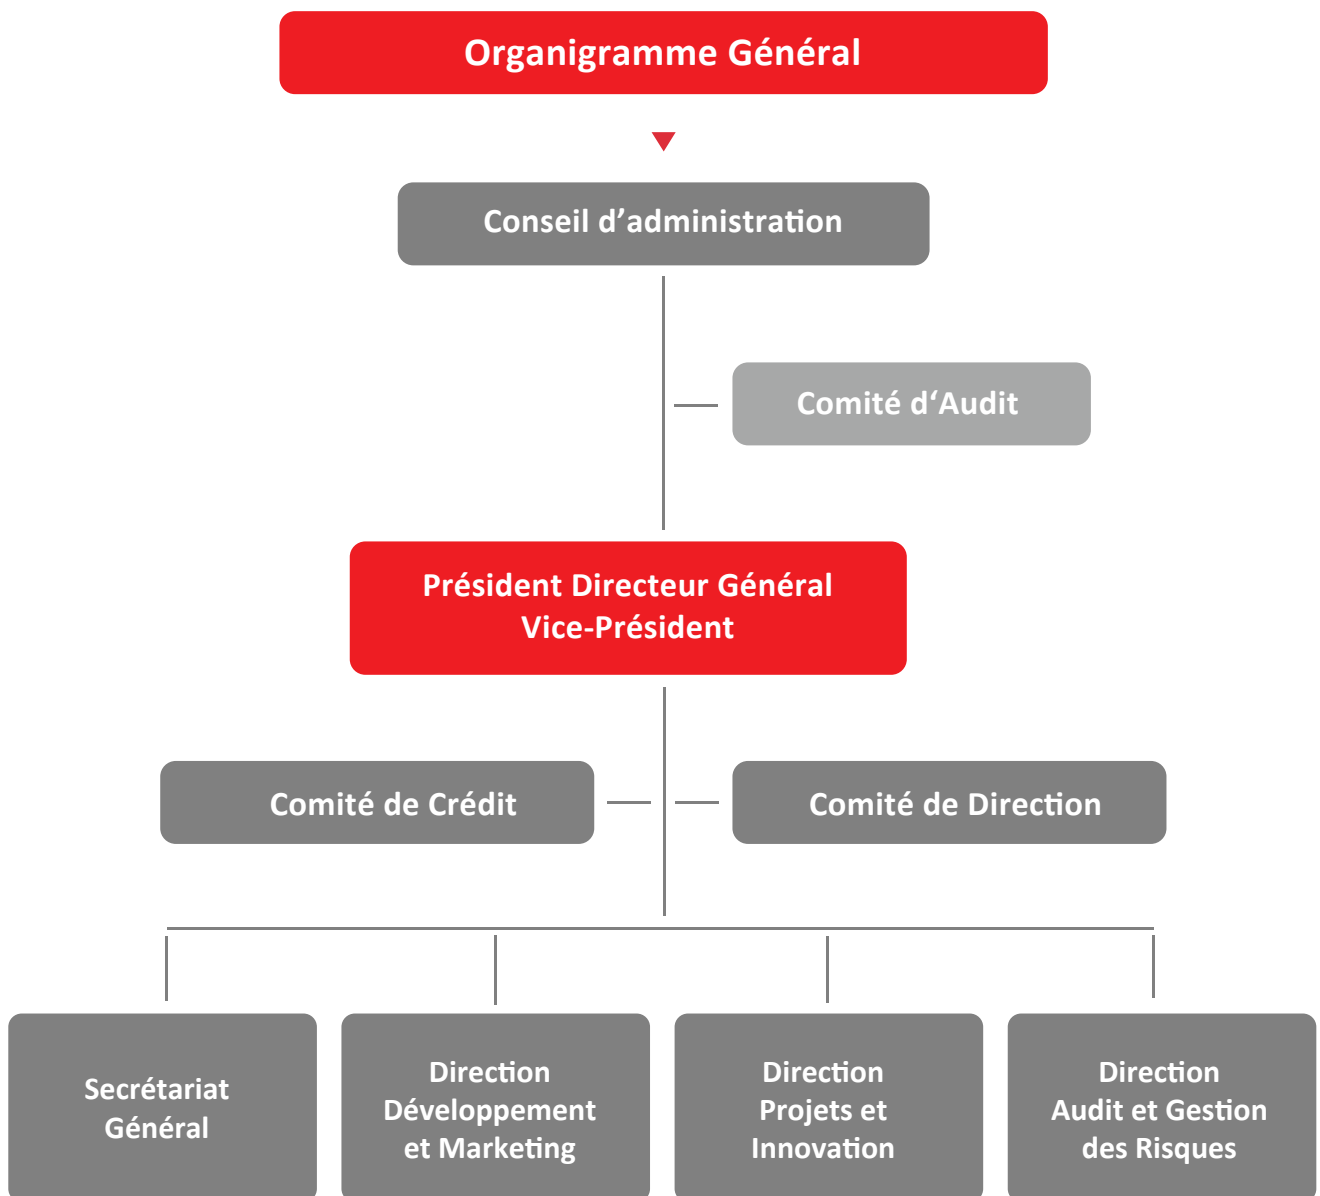 Organigramme Général
Conseil d’administration
Comité d‘Audit
Président Directeur Général
Vice-Président
Comité de Crédit
Comité de Direction
Secrétariat
Général
Direction
Développement
et Marketing
Direction
Projets et
Innovation
Direction
Audit et Gestion
des Risques